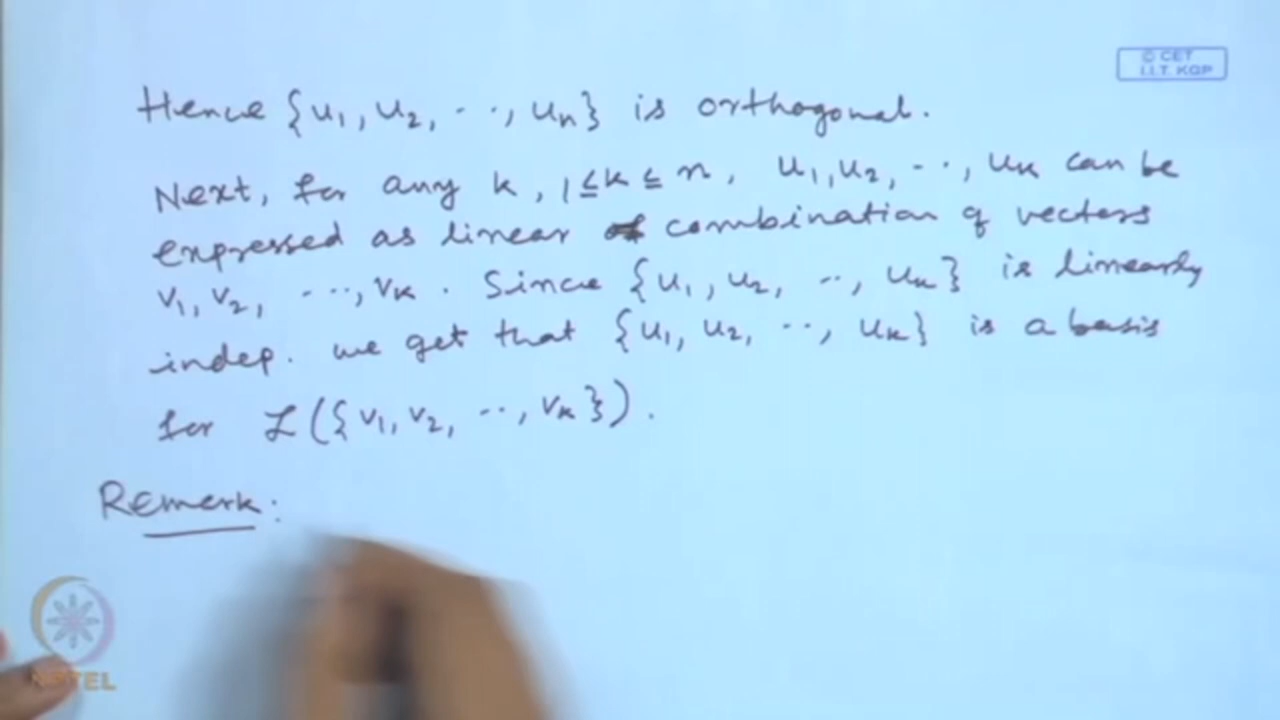 © CET
I.I.T. KGP
Hence {u1, u2, ..., un} is orthogonal.
Next, for any k, 1≤k≤n, u1, u2, ..., uk can be
expressed as linear combination of vectors
v1, v2, ..., vk. Since {u1, u2, .., uk} is linearly
indep. we get that {u1, u2, .., uk} is a basis
for L({v1, v2, .., vk}).
Remark:
NPTEL